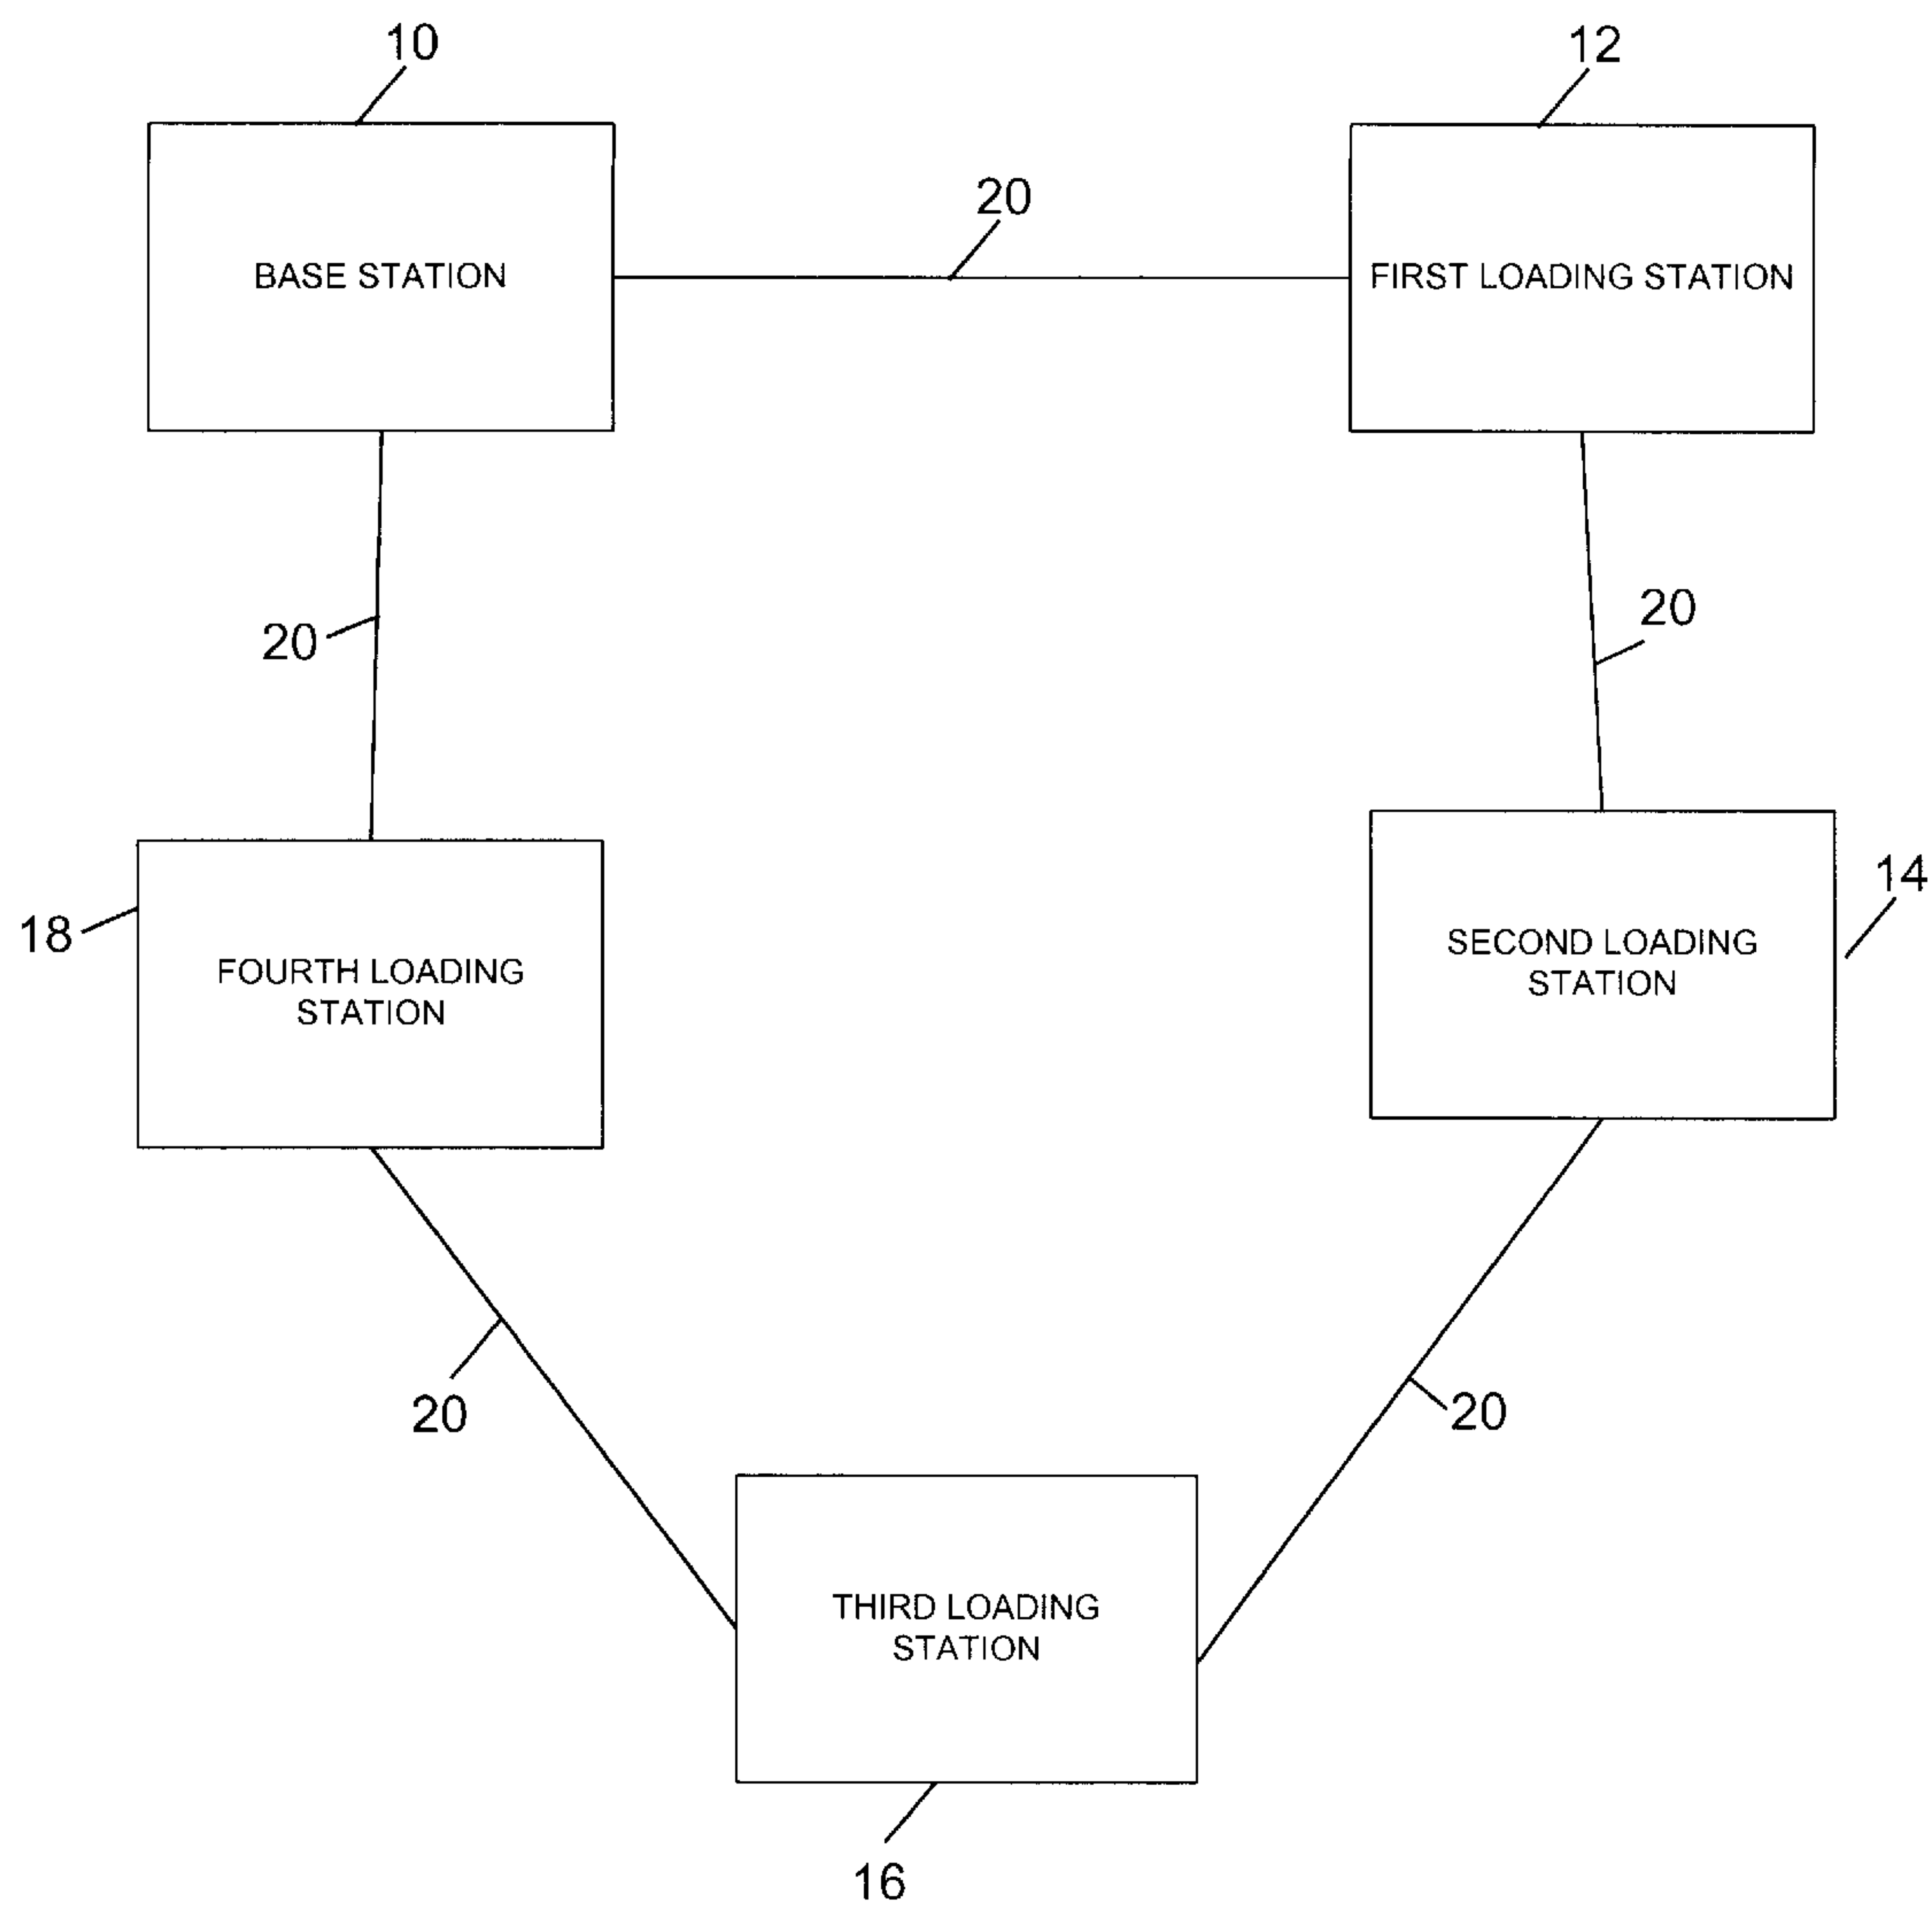 10
12
20
BASE STATION
FIRST LOADING STATION
20
20
14
18
SECOND LOADING
STATION
FOURTH LOADING
STATION
20
20
THIRD LOADING
STATION
16